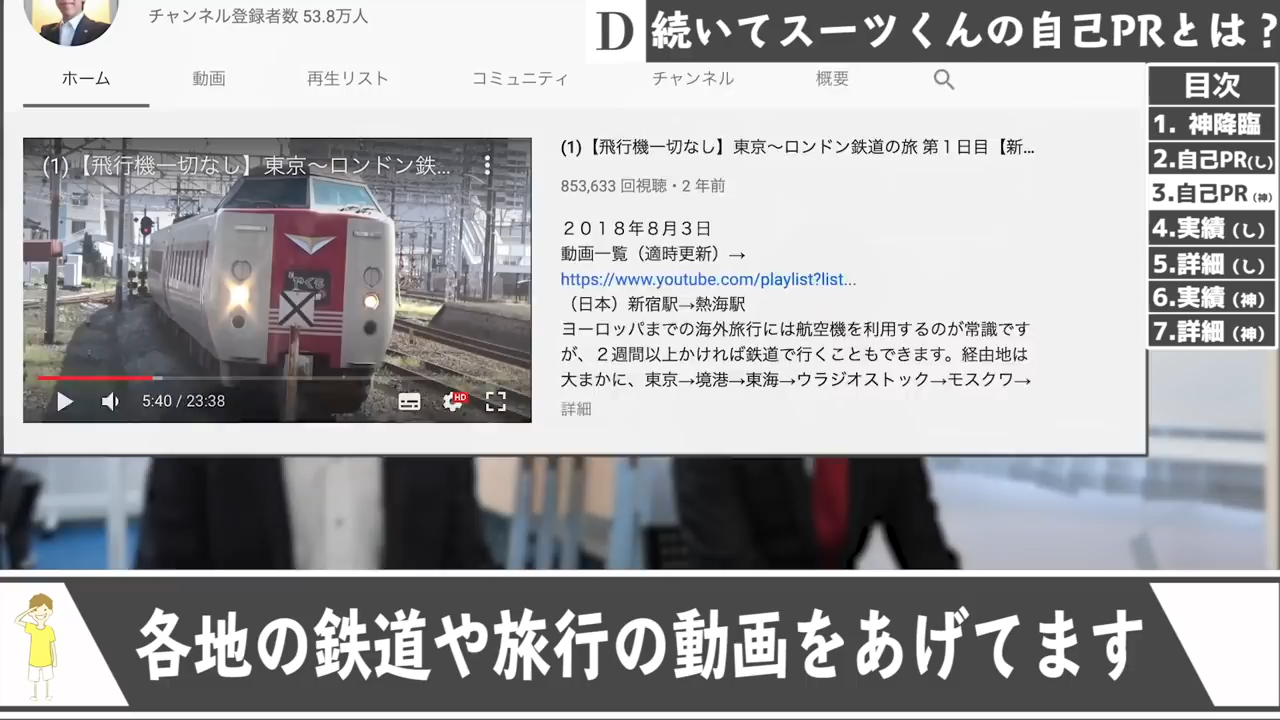 チャンネル登録者数 53.8万人
D 続いてスーツくんの自己PRとは？
ホーム 動画 再生リスト コミュニティ チャンネル 概要
目次
1. 神降臨
2.自己PR(し)
3.自己PR(神)
4.実績(し)
5.詳細(し)
6.実績(神)
7.詳細(神)
(1)【飛行機一切なし】東京〜ロンドン鉄...
5:40 / 23:38
HD
(1)【飛行機一切なし】東京〜ロンドン鉄道の旅 第１日目【新...
853,633 回視聴・2 年前
２０１８年８月３日
動画一覧（適時更新）→
https://www.youtube.com/playlist?list...
（日本）新宿駅→熱海駅
ヨーロッパまでの海外旅行には航空機を利用するのが常識です
が、２週間以上かければ鉄道で行くこともできます。経由地は
大まかに、東京→境港→東海→ウラジオストック→モスクワ→
詳細
各地の鉄道や旅行の動画をあげてます